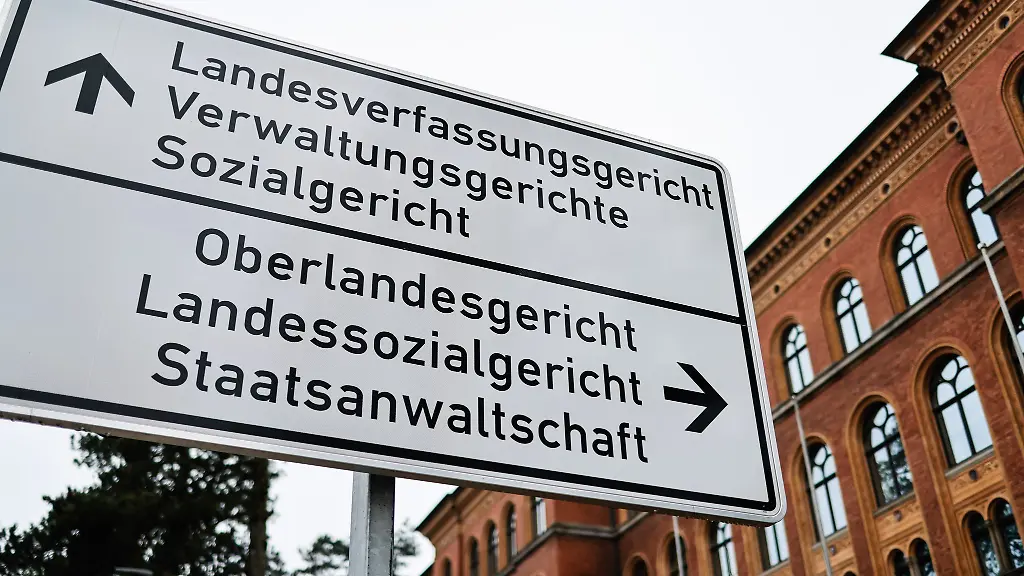 Landesverfassungsgericht
Verwaltungsgerichte
Sozialgericht
Oberlandesgericht
Landessozialgericht
Staatsanwaltschaft